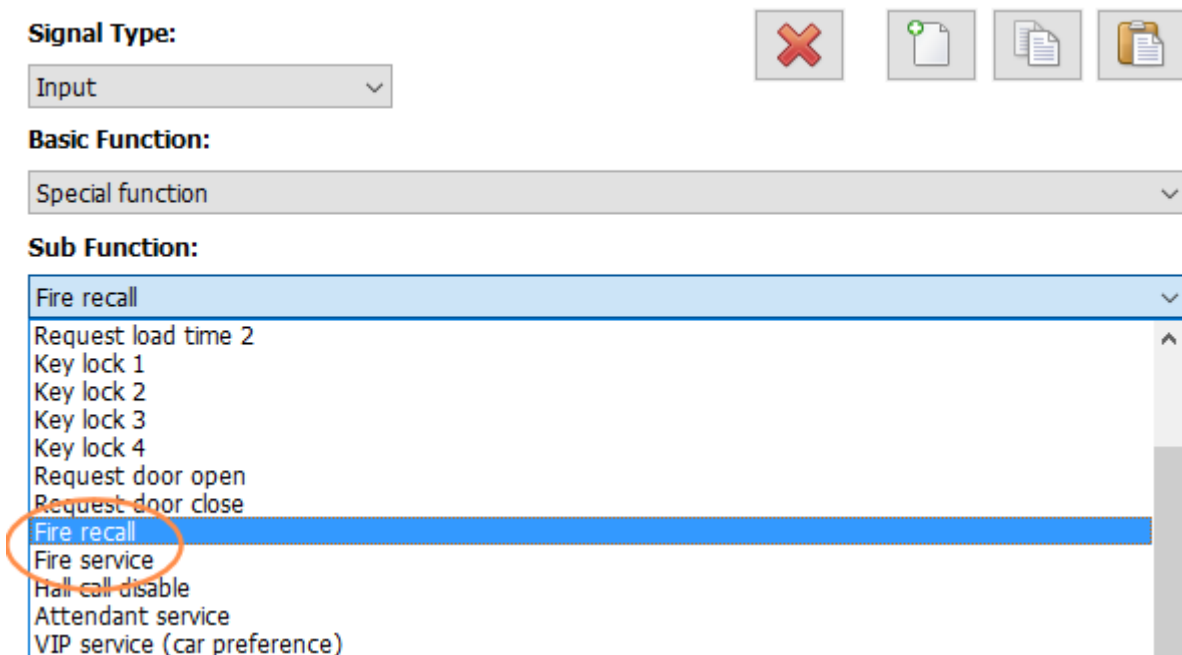 Signal Type:
Input
Basic Function:
Special function
Sub Function:
Fire recall
Request load time 2
Key lock 1
Key lock 2
Key lock 3
Key lock 4
Request door open
Request door close
Fire recall
Fire service
Hall call disable
Attendant service
VIP service (car preference)